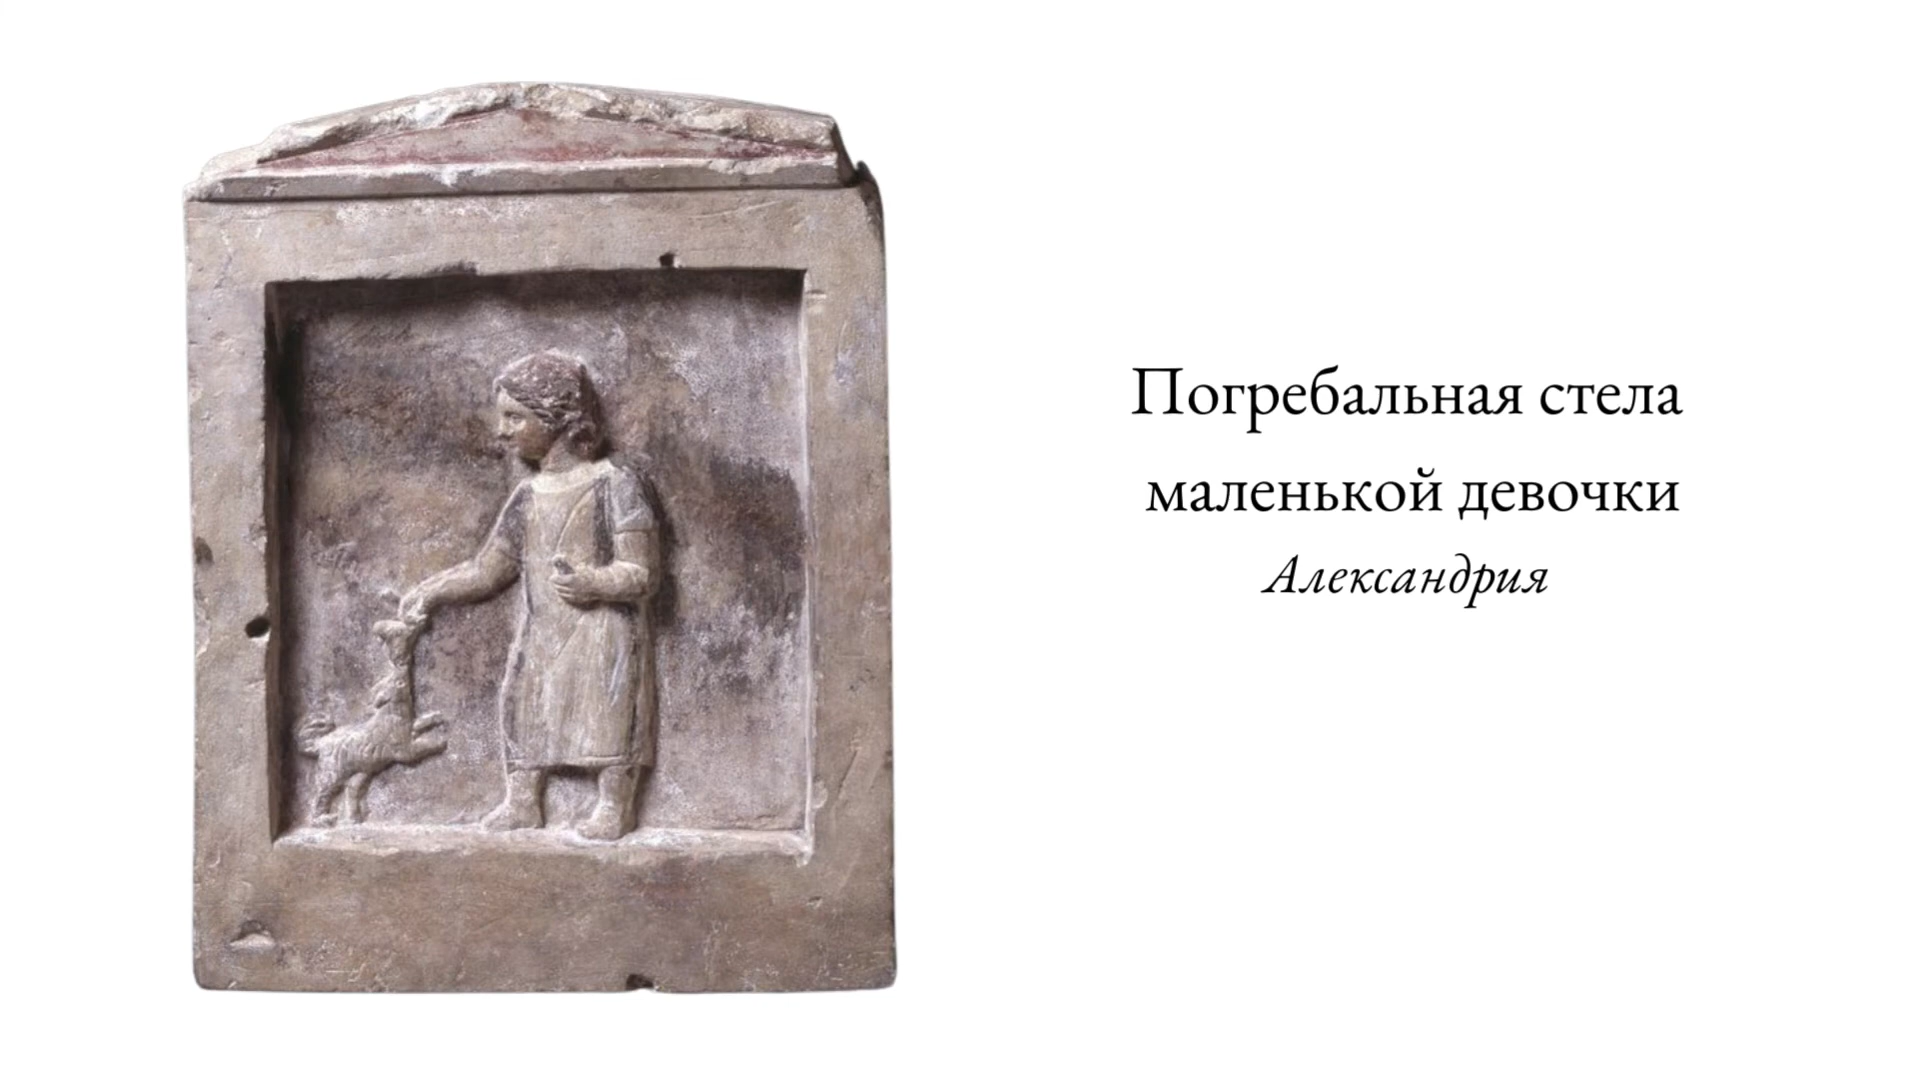 Погребальная стела
маленькой девочки
Александрия